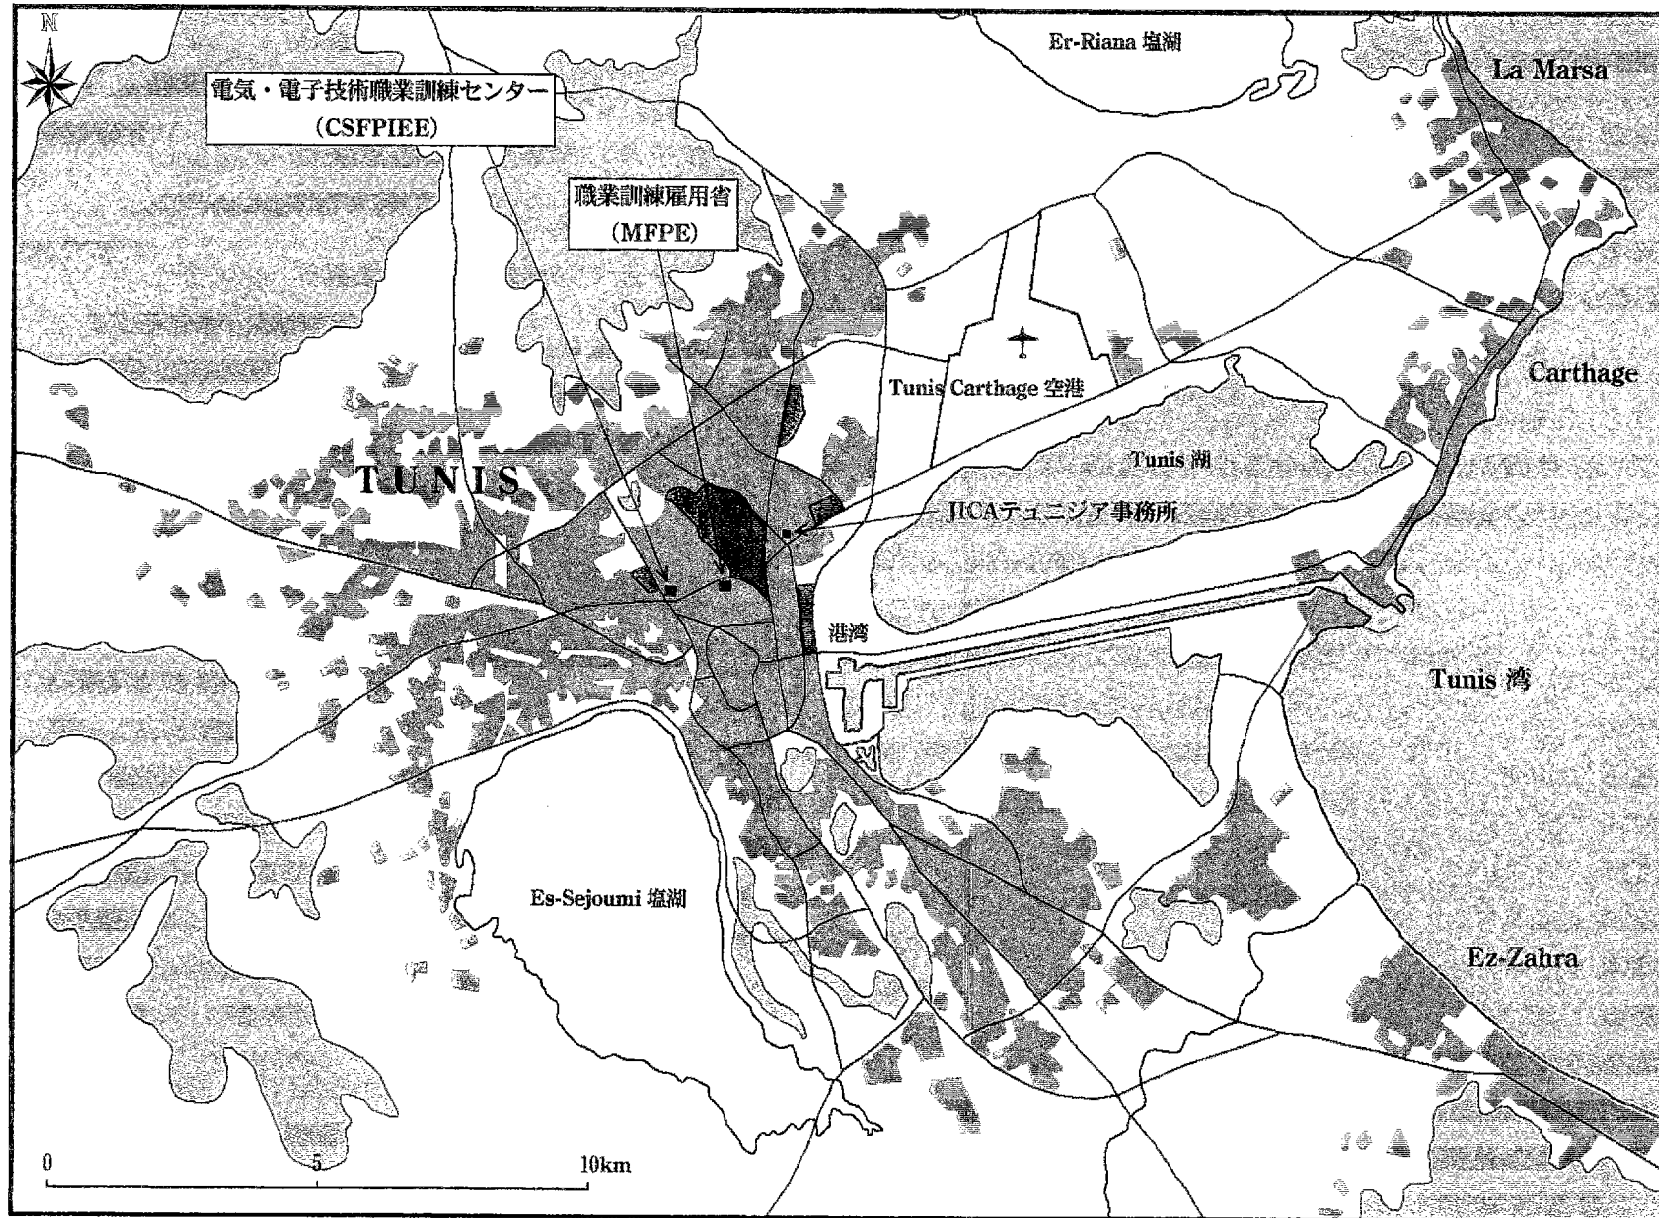 N
Er-Riana 塩湖
La Marsa
電気・電子技術職業訓練センター
(CSFPIEE)
職業訓練雇用省
(MFPE)
Carthage
Tunis Carthage 空港
Tunis 湖
TUNIS
JICAテュニジア事務所
港湾
Tunis 湾
Es-Sejoumi 塩湖
Ez-Zahra
0 5 10km